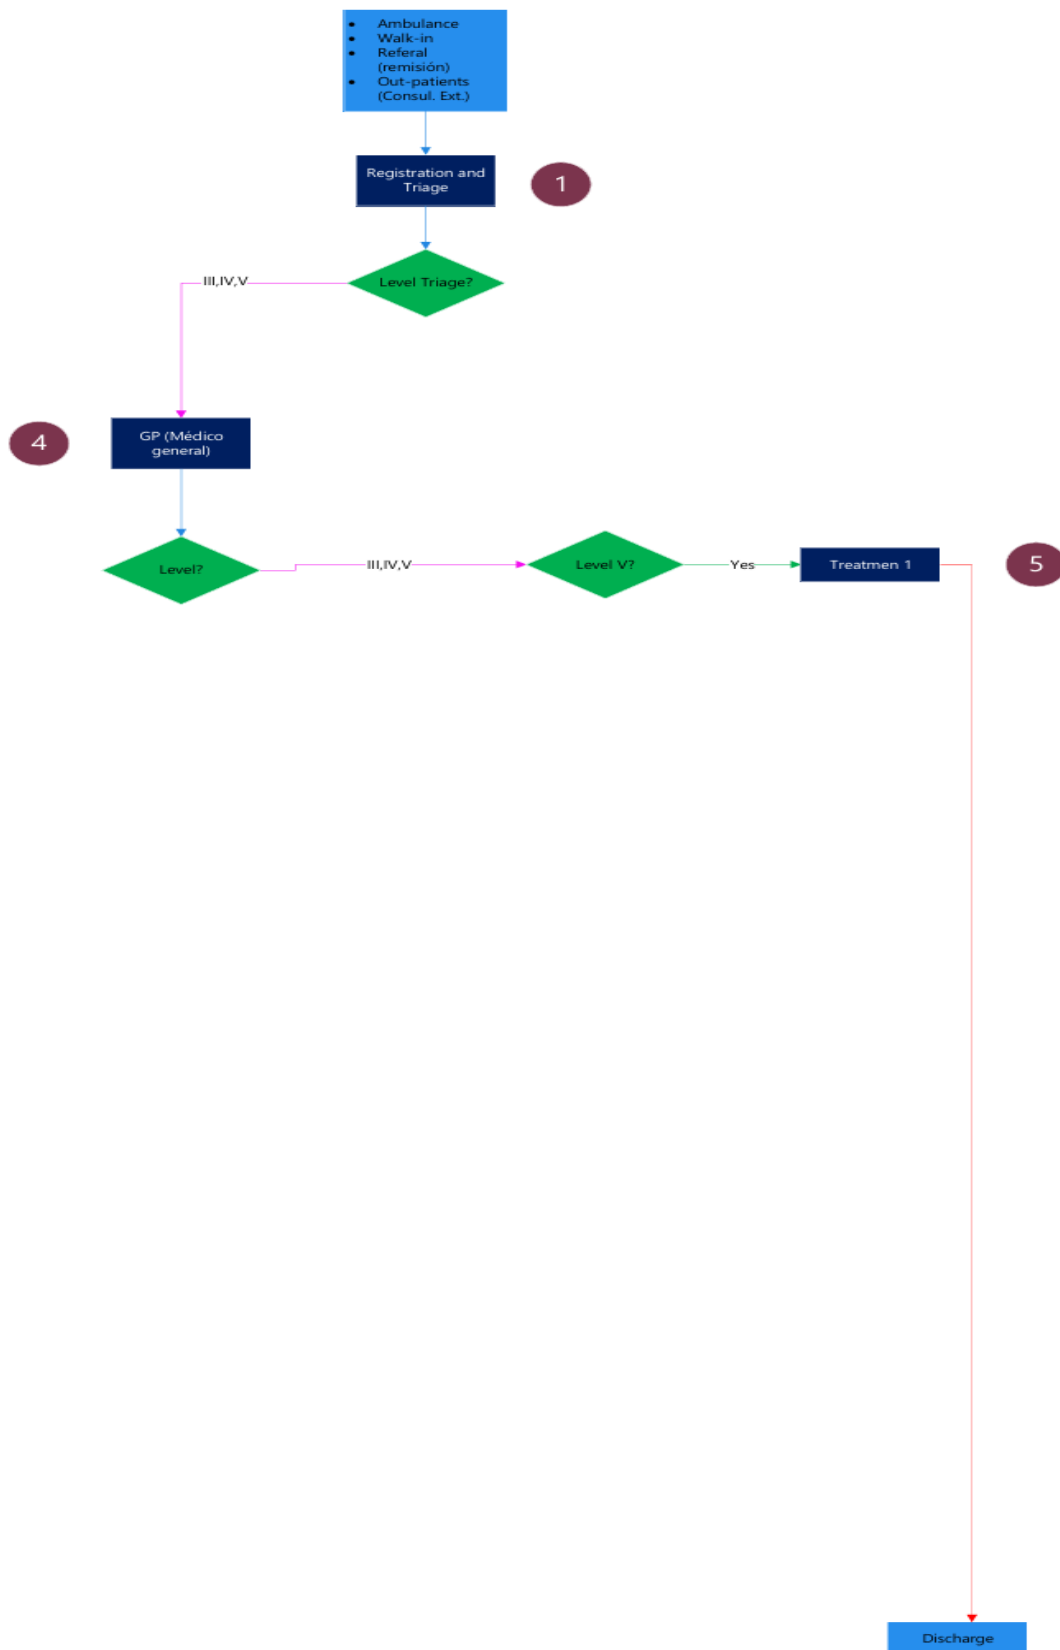 • Ambulance
• Walk-in
• Referal
(remisión)
• Out-patients
(Consul. Ext.)
Registration and
Triage
1
Level Triage?
III,IV,V
4
GP (Médico
general)
Level?
III,IV,V
Level V?
Yes
Treatmen 1
5
Discharge